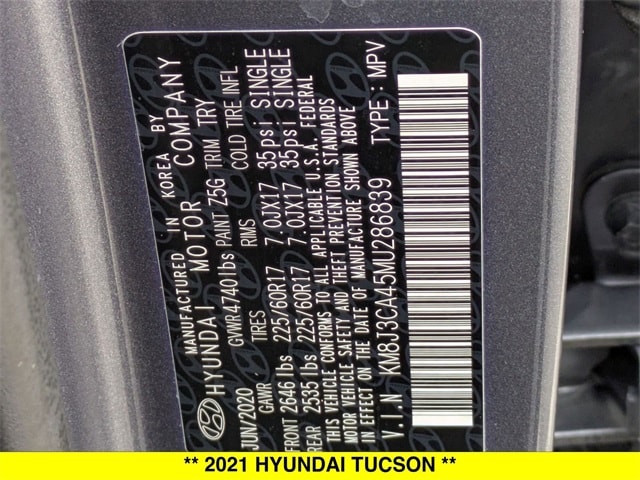 MANUFACTURED IN KOREA BY
HYUNDAI MOTOR COMPANY
JUN/2020 GVWR 4740 lbs PAINT Z5G TRIM TRY
GAWR TIRES RIMS COLD TIRE INFL
FRONT 2646 lbs 225/60R17 7.0JX17 35psi SINGLE
REAR 2535 lbs 225/60R17 7.0JX17 35psi SINGLE
THIS VEHICLE CONFORMS TO ALL APPLICABLE U.S.A. FEDERAL
MOTOR VEHICLE SAFETY AND THEFT PREVENTION STANDARDS
IN EFFECT ON THE DATE OF MANUFACTURE SHOWN ABOVE
V.I.N KM8J3CA45MU286839 TYPE: MPV
** 2021 HYUNDAI TUCSON **